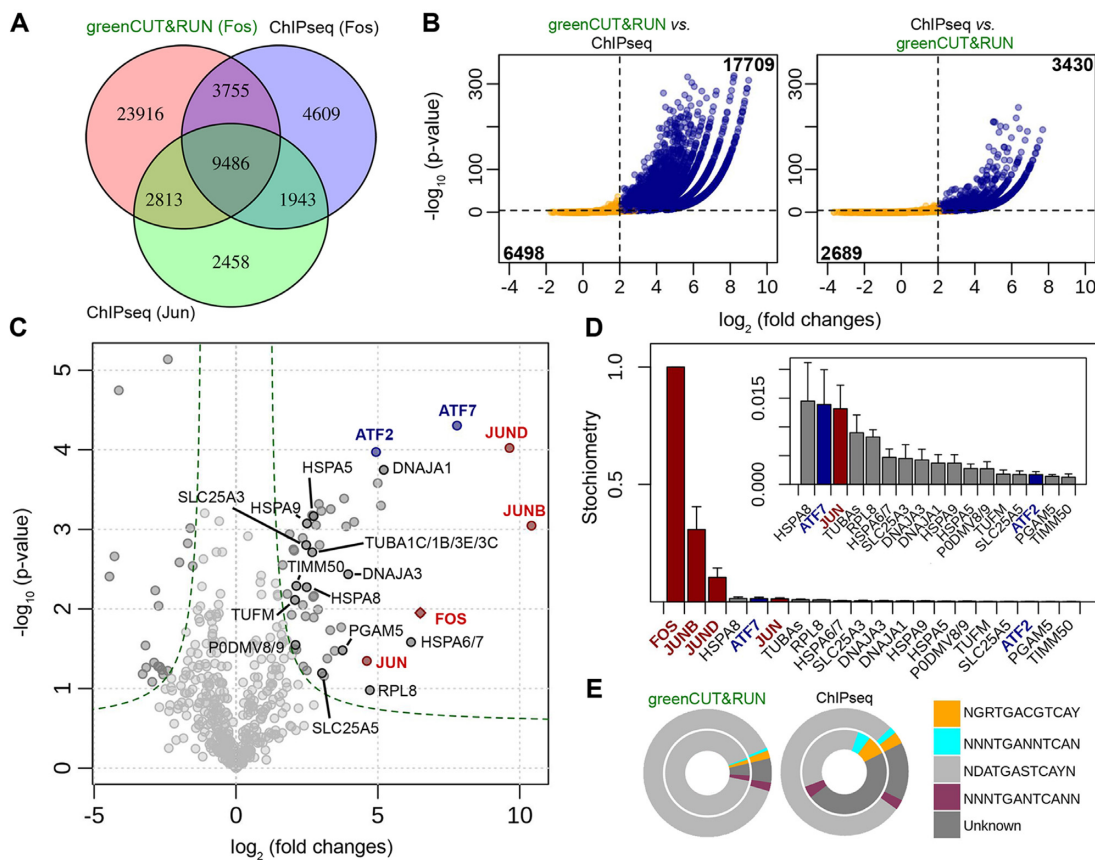 A
greenCUT&RUN (Fos)
ChIPseq (Fos)
23916
3755
4609
9486
2813
1943
2458
ChIPseq (Jun)
B
greenCUT&RUN vs.
ChIPseq
ChIPseq vs.
greenCUT&RUN
17709
3430
300
100
0
300
100
0
-log10 (p-value)
6498
2689
-4 -2 0 2 4 6 8 10
-4 -2 0 2 4 6 8 10
log2 (fold changes)
C
5
4
3
2
1
0
-log10 (p-value)
ATF7
ATF2
JUND
HSPA5
DNAJA1
SLC25A3
HSPA9
JUNB
TUBA1C/1B/3E/3C
TIMM50
DNAJA3
HSPA8
TUFM
FOS
PGAM5
P0DMV8/9
HSPA6/7
JUN
RPL8
SLC25A5
-5 0 5 10
log2 (fold changes)
D
1.0
0.5
Stochiometry
0.015
0.000
HSPA8
ATF7
JUN
TUBAs
RPL8
HSPA6/7
SLC25A3
DNAJA3
DNAJA1
HSPA9
HSPA5
P0DMV8/9
TUFM
SLC25A5
ATF2
PGAM5
TIMM50
FOS
JUNB
JUND
HSPA8
ATF7
JUN
TUBAs
RPL8
HSPA6/7
SLC25A3
DNAJA3
DNAJA1
HSPA9
HSPA5
P0DMV8/9
TUFM
SLC25A5
ATF2
PGAM5
TIMM50
E
greenCUT&RUN
ChIPseq
NGRTGACGTCAY
NNNTGANNTCAN
NDATGASTCAYN
NNNTGANTCANN
Unknown